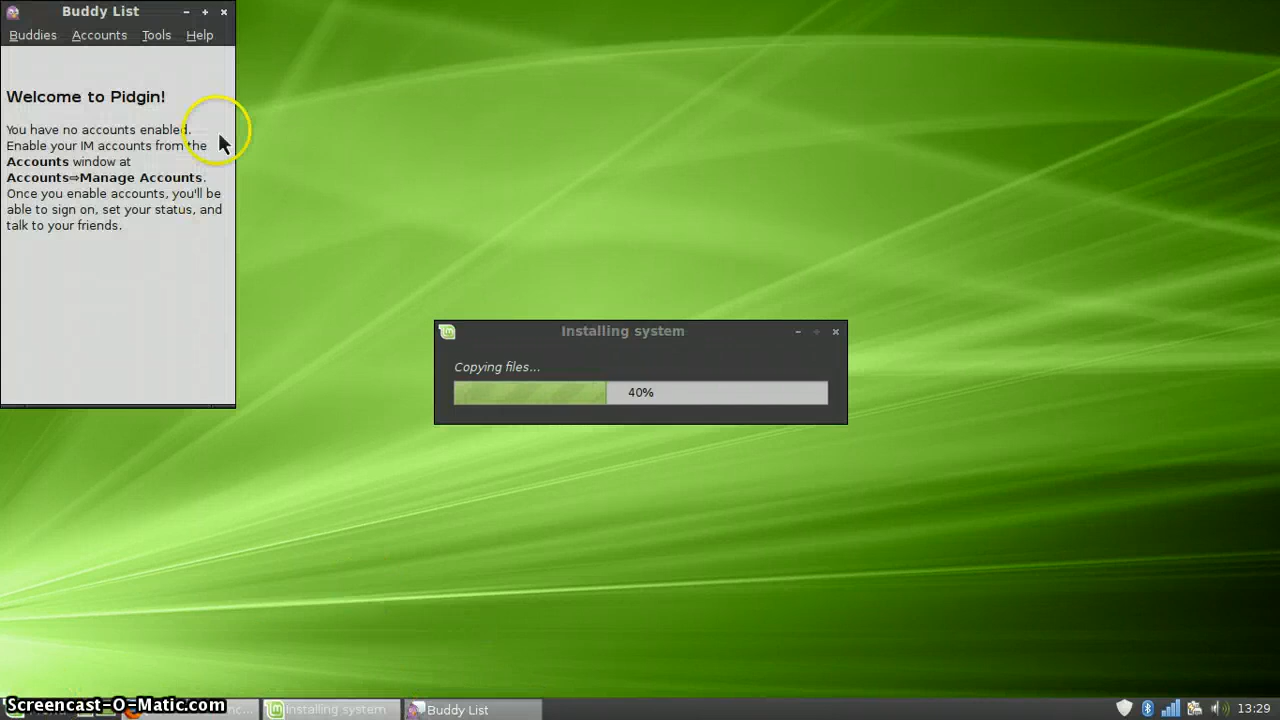 Buddy List
Buddies Accounts Tools Help
Welcome to Pidgin!
You have no accounts enabled.
Enable your IM accounts from the
Accounts window at
Accounts⇨Manage Accounts.
Once you enable accounts, you'll be
able to sign on, set your status, and
talk to your friends.
Installing system
Copying files...
40%
Screencast-O-Matic.com
Installing system
Buddy List
13:29